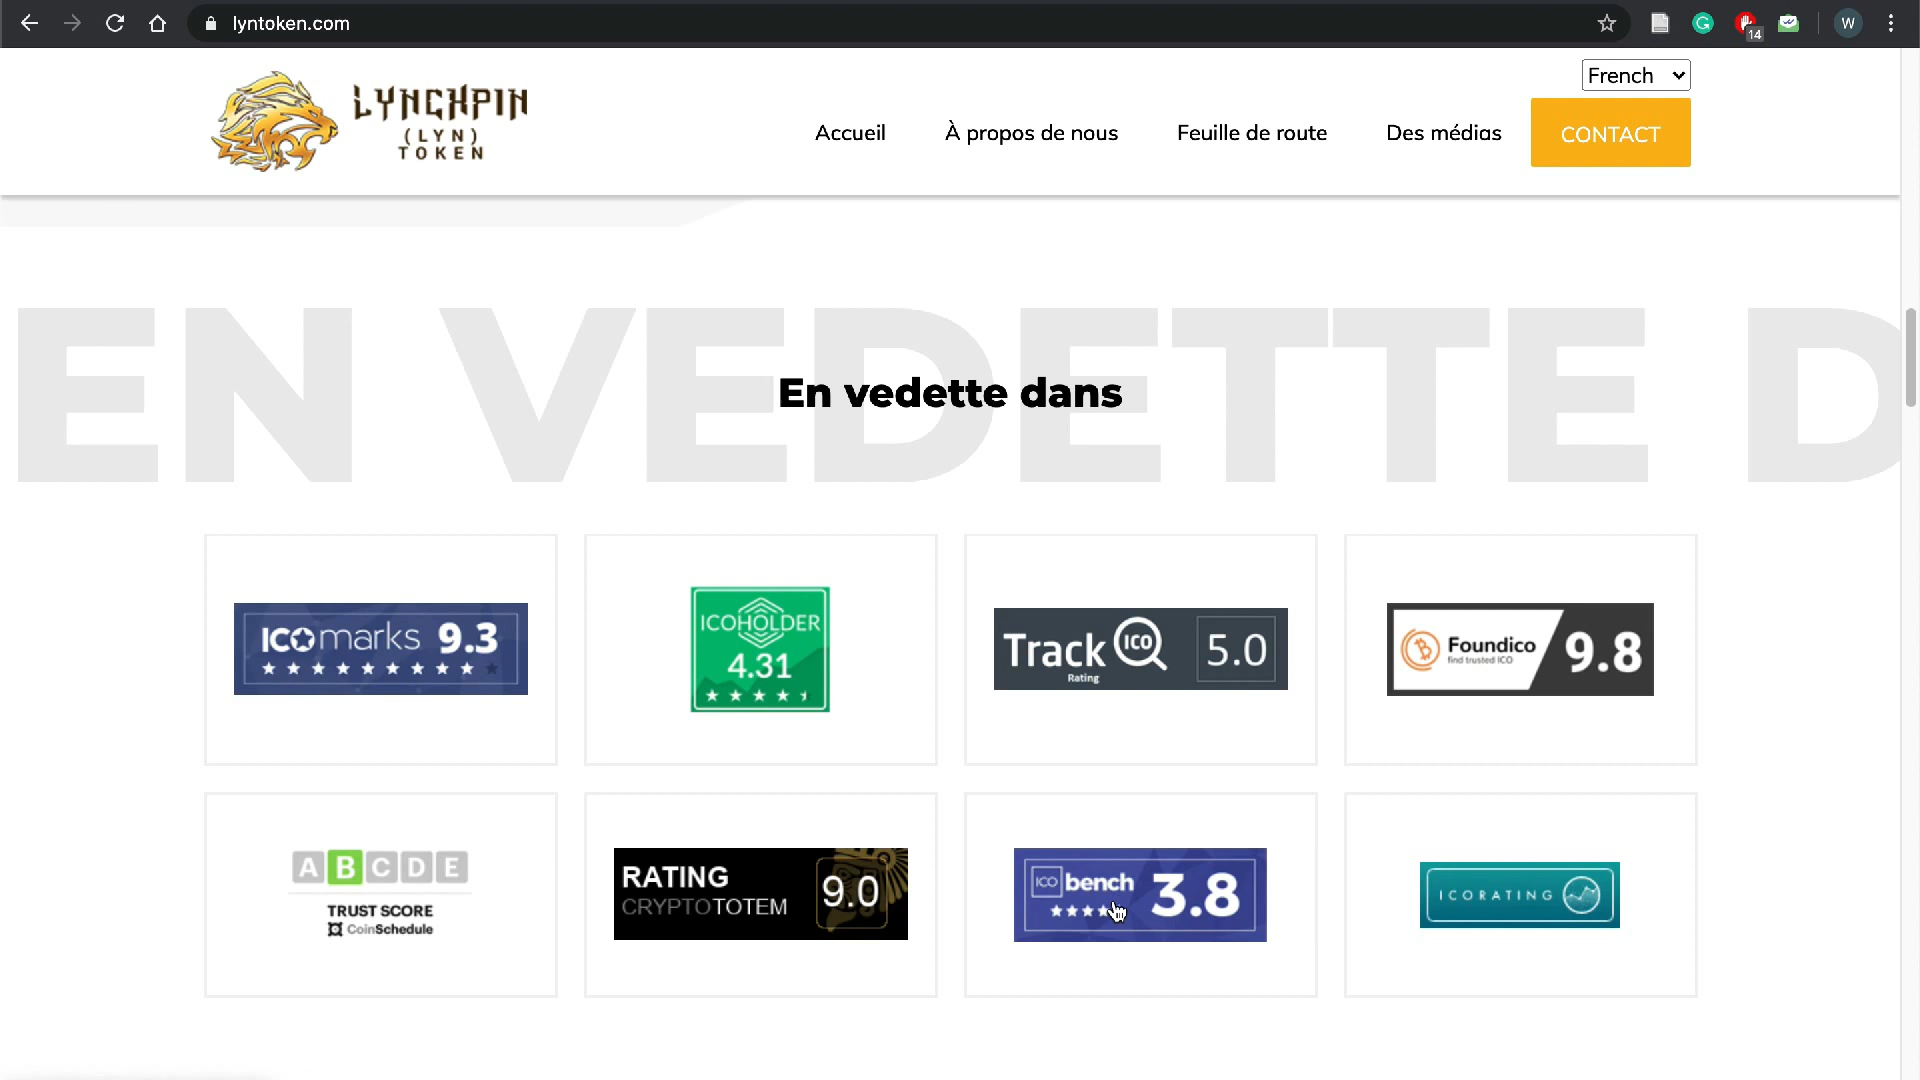 lyntoken.com
14
W
French
LYNCHPIN
(LYN)
TOKEN
Accueil
À propos de nous
Feuille de route
Des médias
CONTACT
EN VEDETTE D
En vedette dans
ICOmarks 9.3
ICOHOLDER
4.31
Track ICO
Rating
5.0
Foundico
find trusted ICO
9.8
A B C D E
TRUST SCORE
CoinSchedule
RATING
CRYPTOTOTEM
9.0
ICO bench
3.8
ICORATING